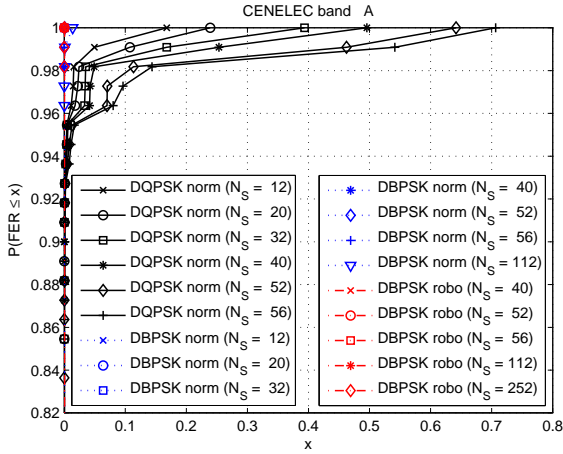 CENELEC band A
P(FER ≤ x)
1
0.98
0.96
0.94
0.92
0.9
0.88
0.86
0.84
0.82
DQPSK norm (N_S = 12)
DQPSK norm (N_S = 20)
DQPSK norm (N_S = 32)
DQPSK norm (N_S = 40)
DQPSK norm (N_S = 52)
DQPSK norm (N_S = 56)
DBPSK norm (N_S = 12)
DBPSK norm (N_S = 20)
DBPSK norm (N_S = 32)
DBPSK norm (N_S = 40)
DBPSK norm (N_S = 52)
DBPSK norm (N_S = 56)
DBPSK norm (N_S = 112)
DBPSK robo (N_S = 40)
DBPSK robo (N_S = 52)
DBPSK robo (N_S = 56)
DBPSK robo (N_S = 112)
DBPSK robo (N_S = 252)
0 0.1 0.2 0.3 0.4 0.5 0.6 0.7 0.8
x